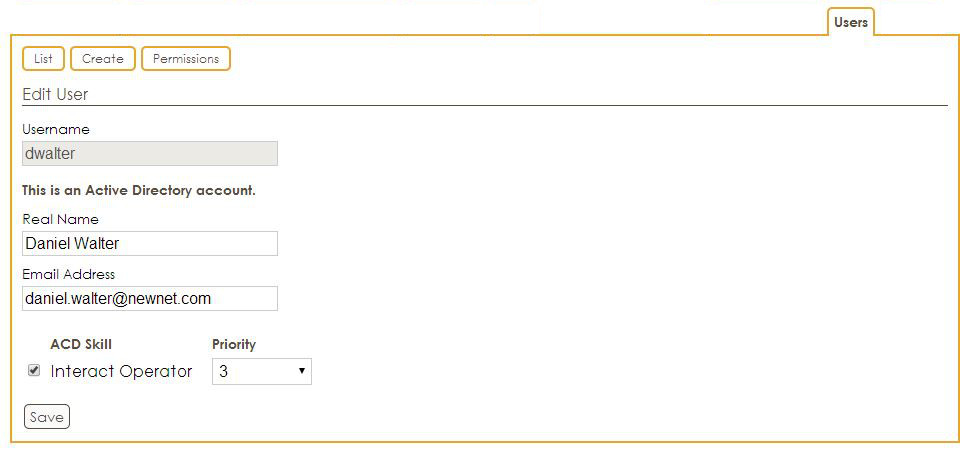 Users
List Create Permissions
Edit User
Username
dwalter
This is an Active Directory account.
Real Name
Daniel Walter
Email Address
daniel.walter@newnet.com
ACD Skill Priority
Interact Operator 3
Save